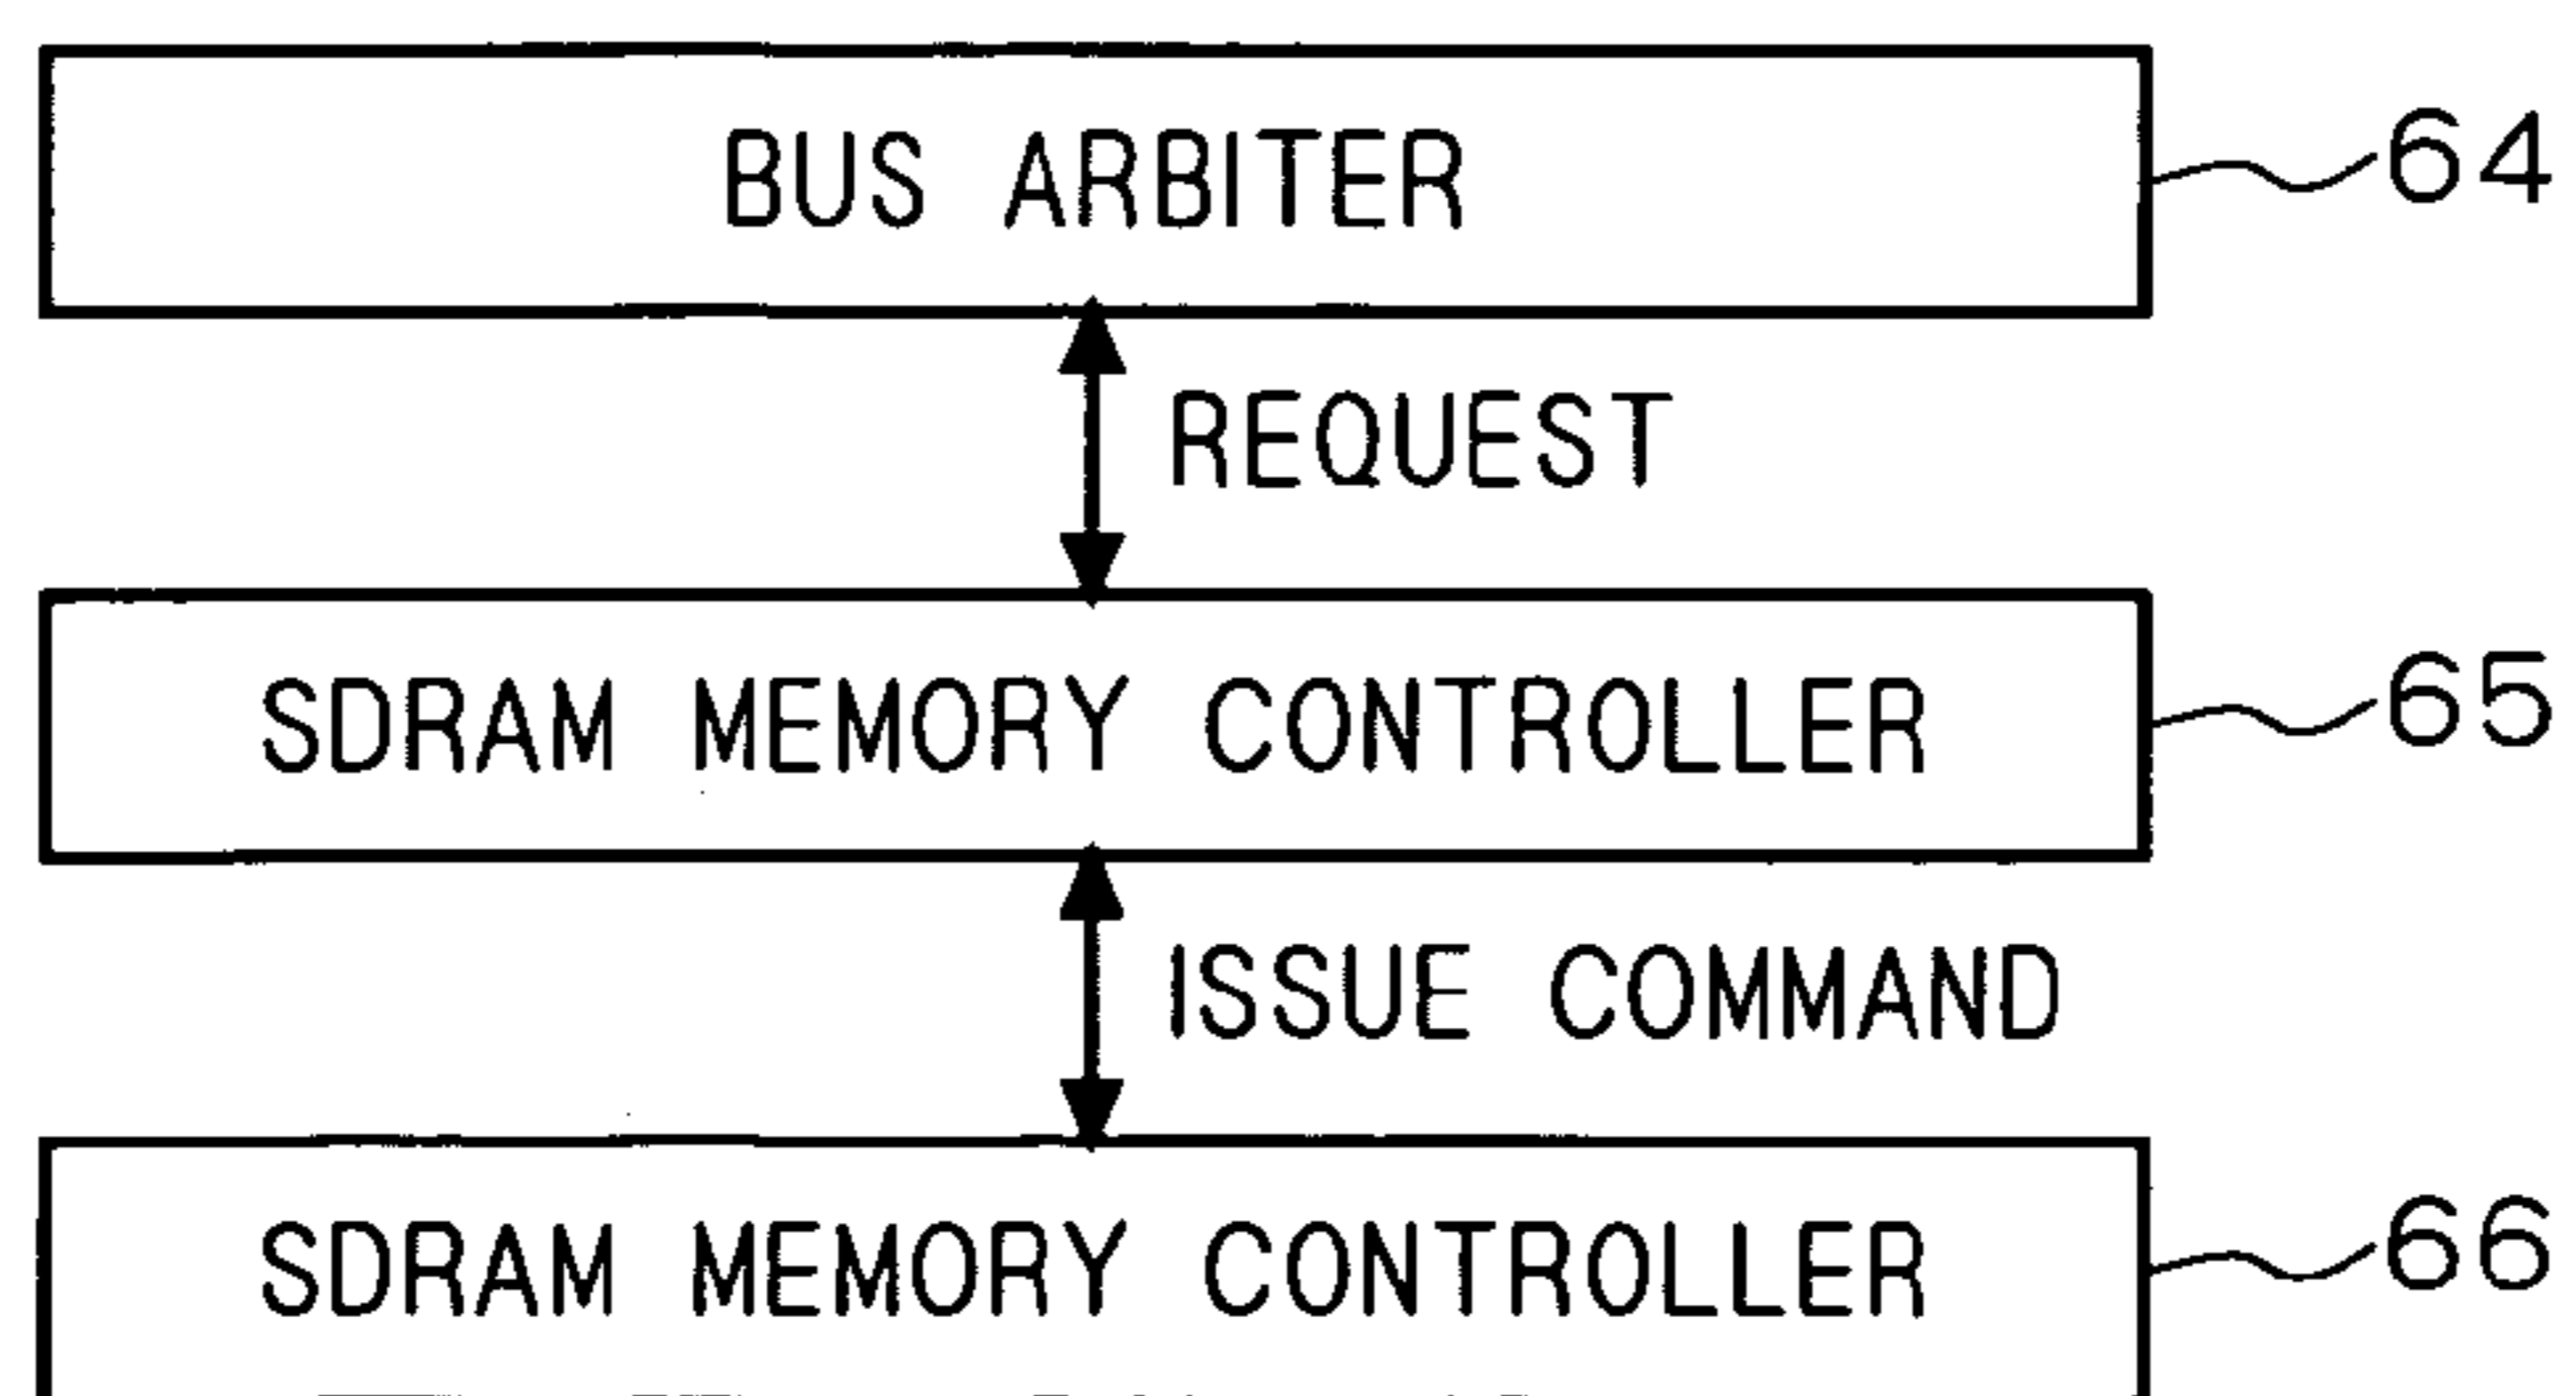 BUS ARBITER 64
REQUEST
SDRAM MEMORY CONTROLLER 65
ISSUE COMMAND
SDRAM MEMORY CONTROLLER 66